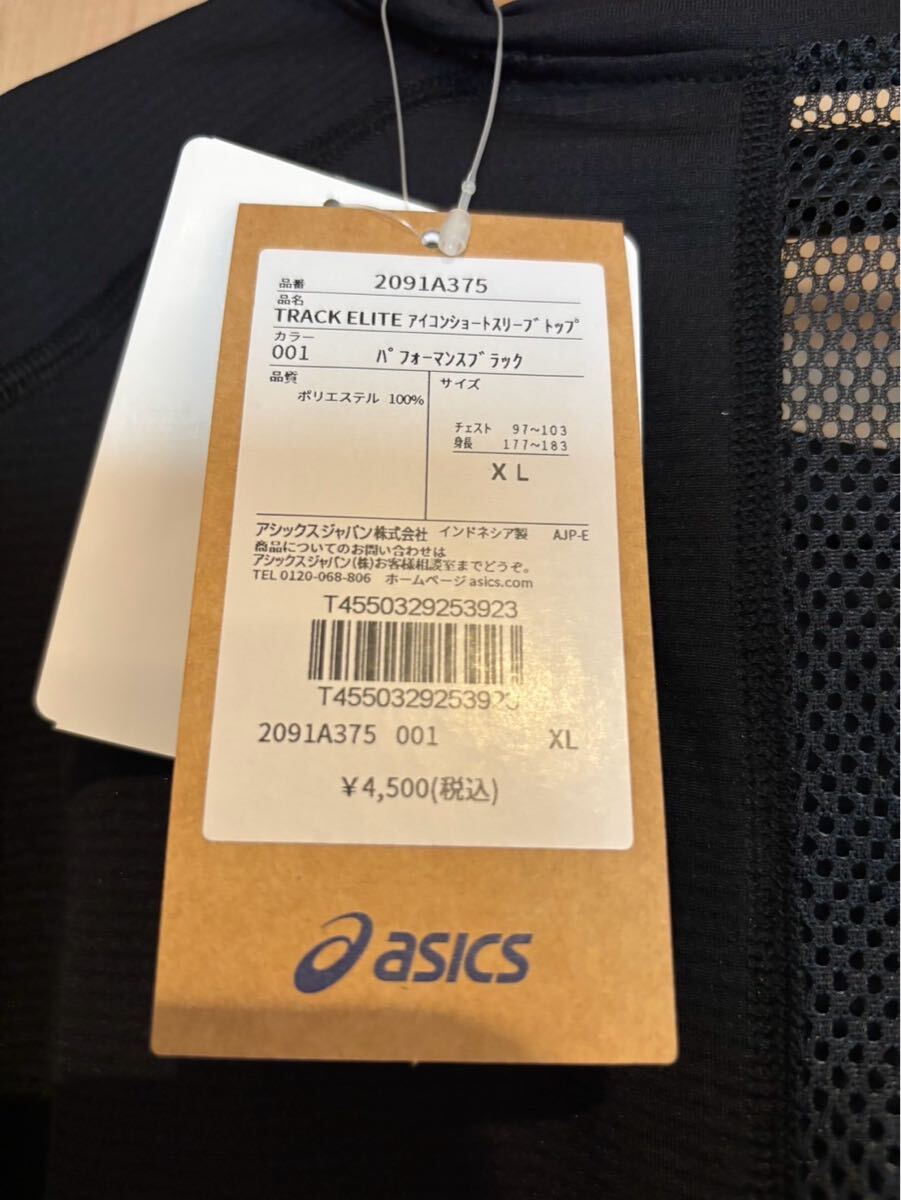 品番 2091A375
品名
TRACK ELITE ｱｲｺﾝｼｮｰﾄｽﾘｰﾌﾞﾄｯﾌﾟ
カラー
001 ﾊﾟﾌｫｰﾏﾝｽﾌﾞﾗｯｸ
品質
ポリエステル 100%
サイズ
チェスト 97~103
身長 177~183
XL
アシックスジャパン株式会社 インドネシア製 AJP-E
商品についてのお問い合わせは
アシックスジャパン(株)お客様相談室までどうぞ。
TEL 0120-068-806 ホームページ asics.com
T4550329253923
T4550329253923
2091A375 001 XL
¥4,500(税込)
asics